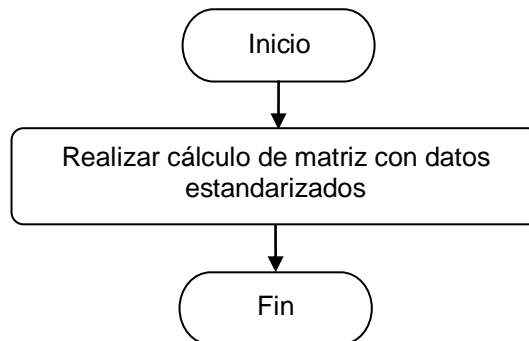 Inicio
Realizar cálculo de matriz con datos
estandarizados
Fin